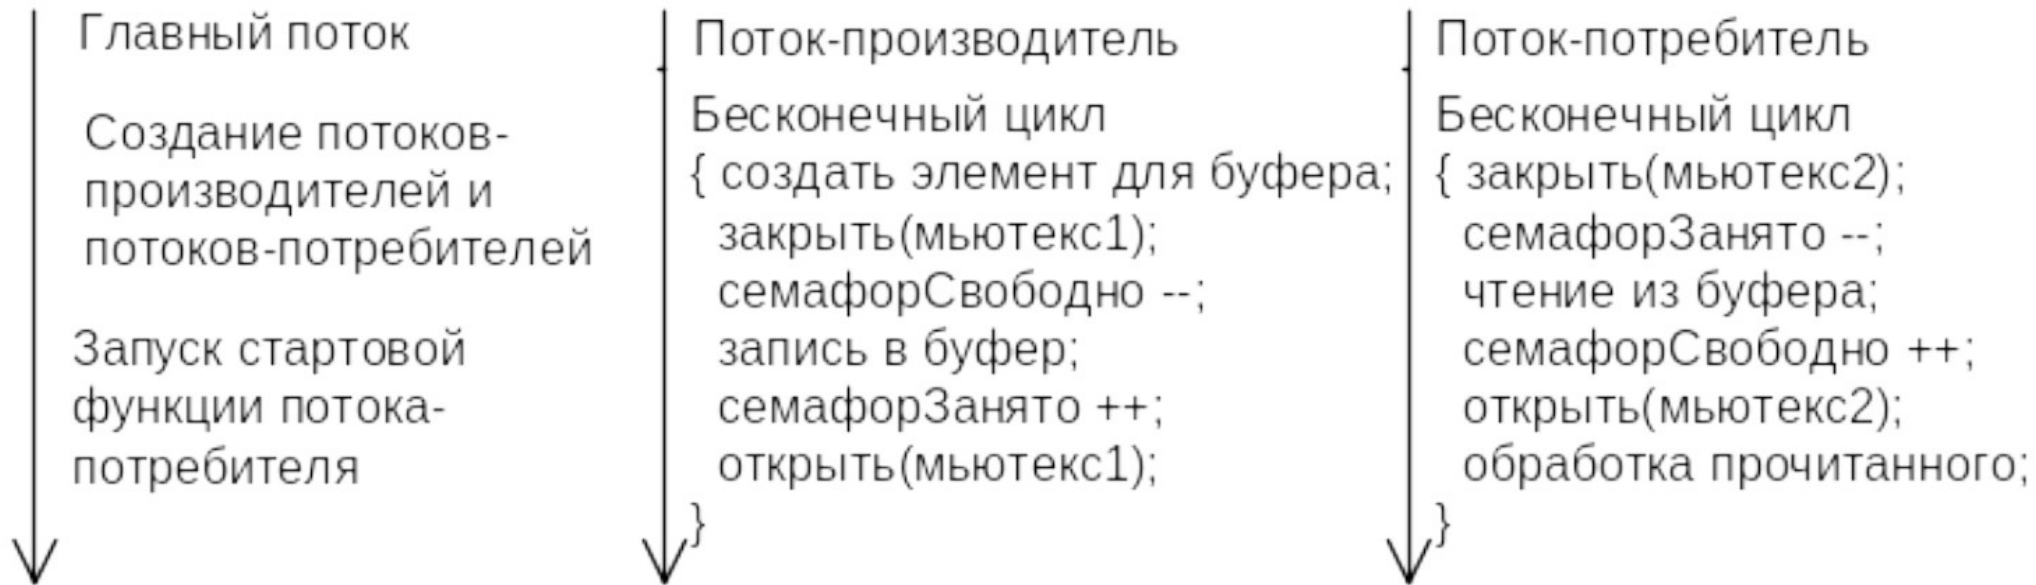 Главный поток
Создание потоков-
производителей и
потоков-потребителей
Запуск стартовой
функции потока-
потребителя
Поток-производитель
Бесконечный цикл
{ создать элемент для буфера;
закрыть(мьютекс1);
семафорСвободно --;
запись в буфер;
семафорЗанято ++;
открыть(мьютекс1);
}
Поток-потребитель
Бесконечный цикл
{ закрыть(мьютекс2);
семафорЗанято --;
чтение из буфера;
семафорСвободно ++;
открыть(мьютекс2);
обработка прочитанного;
}